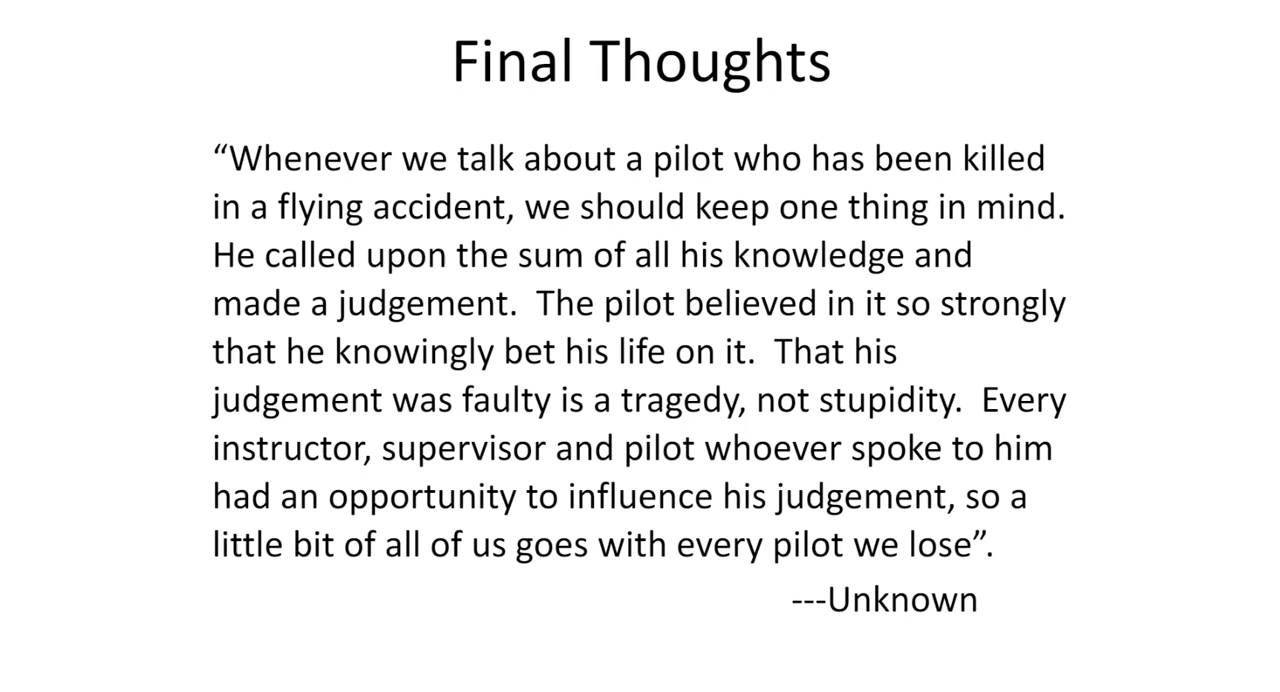 Final Thoughts
“Whenever we talk about a pilot who has been killed
in a flying accident, we should keep one thing in mind.
He called upon the sum of all his knowledge and
made a judgement.  The pilot believed in it so strongly
that he knowingly bet his life on it.  That his
judgement was faulty is a tragedy, not stupidity.  Every
instructor, supervisor and pilot whoever spoke to him
had an opportunity to influence his judgement, so a
little bit of all of us goes with every pilot we lose”.
---Unknown